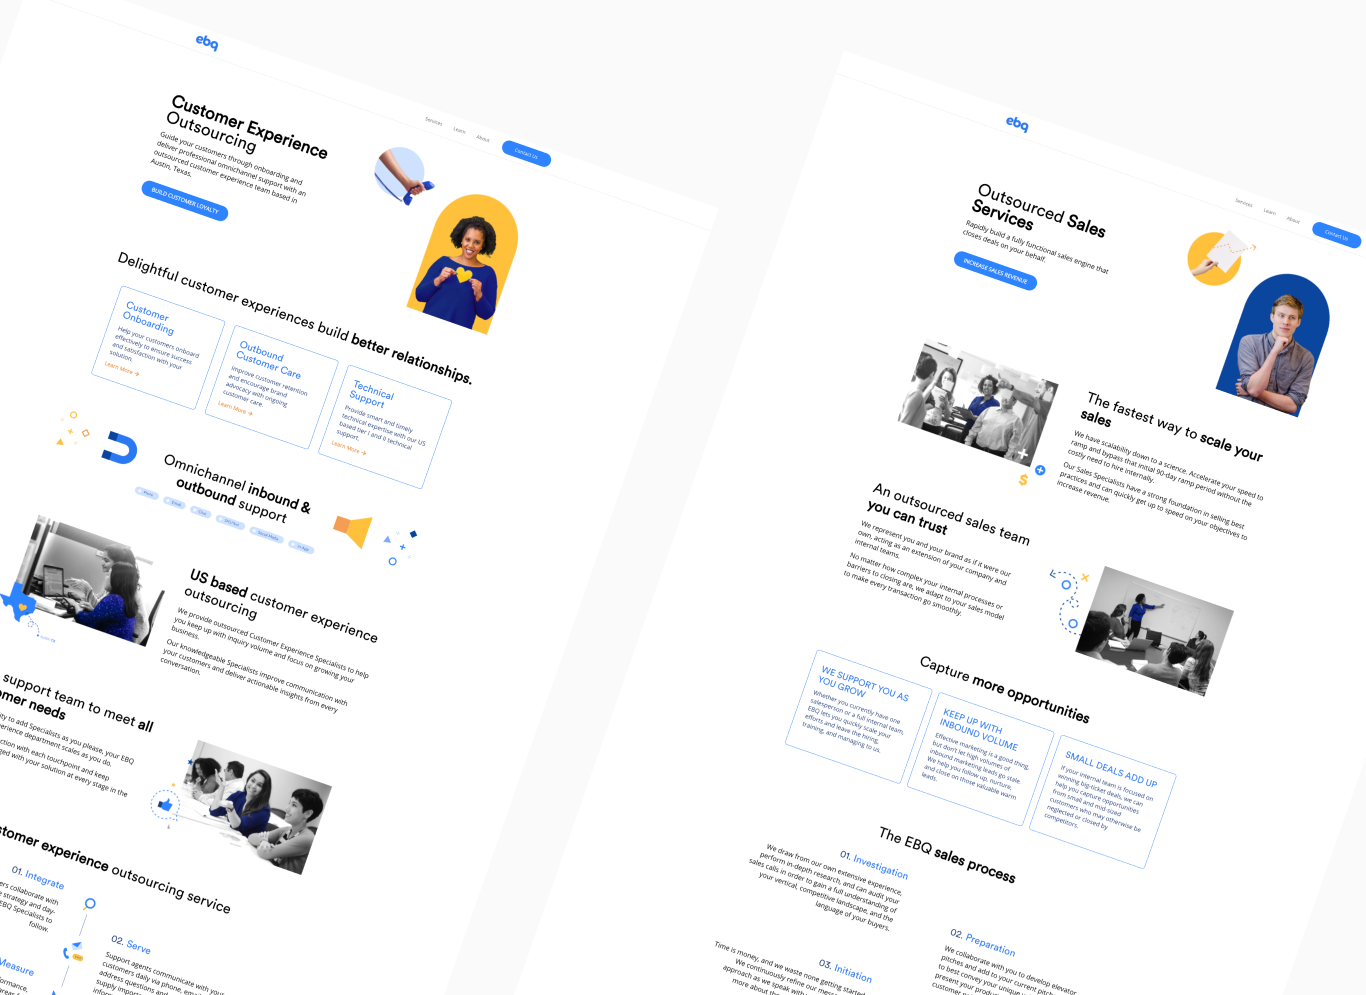 ebq
Services
Learn
About
Contact Us
Customer Experience
Outsourcing
Guide your customers through onboarding and
deliver professional omnichannel support with an
outsourced customer experience team based in
Austin, Texas.
BUILD CUSTOMER LOYALTY
Delightful customer experiences build better relationships.
Customer
Onboarding
Help your customers onboard
effectively to ensure success
and satisfaction with your
solution.
Learn More →
Outbound
Customer Care
Improve customer retention
and encourage brand
advocacy with ongoing
customer care.
Learn More →
Technical
Support
Provide smart and timely
technical expertise with our US
based tier I and II technical
support.
Learn More →
Omnichannel inbound &
outbound support
US based customer experience
outsourcing
We provide outsourced Customer Experience Specialists to help
you keep up with inquiry volume and focus on growing your
business.
Our knowledgeable Specialists improve communication with
your customers and deliver actionable insights from every
conversation.
support team to meet all
omer needs
ity to add Specialists as you please, your EBQ
erience department scales as you do.
ction with each touchpoint and keep
ged with your solution at every stage in the
stomer experience outsourcing service
01. Integrate
ers collaborate with
e strategy and day-
EBQ Specialists to
follow.
02. Serve
Support agents communicate with your
customers daily via phone, email
address questions and
supply import
inform
Measure
ormance,
ebq
Services
Learn
About
Contact Us
Outsourced Sales
Services
Rapidly build a fully functional sales engine that
closes deals on your behalf.
INCREASE SALES REVENUE
The fastest way to scale your
sales
We have scalability down to a science. Accelerate your speed to
ramp and bypass that initial 90-day ramp period without the
costly need to hire internally.
Our Sales Specialists have a strong foundation in selling best
practices and can quickly get up to speed on your objectives to
increase revenue.
An outsourced sales team
you can trust
We represent you and your brand as if it were our
own, acting as an extension of your company and
internal teams.
No matter how complex your internal processes or
barriers to closing are, we adapt to your sales model
to make every transaction go smoothly.
Capture more opportunities
WE SUPPORT YOU AS
YOU GROW
Whether you currently have one
salesperson or a full internal team,
EBQ lets you quickly scale your
efforts and leave the hiring,
training, and managing to us.
KEEP UP WITH
INBOUND VOLUME
Effective marketing is a good thing,
but don't let high volumes of
inbound marketing leads go stale.
We help you follow up, nurture,
and close on those valuable warm
leads.
SMALL DEALS ADD UP
If your internal team is focused on
winning big-ticket deals, we can
help you capture opportunities
from small and mid-sized
customers who may otherwise be
neglected or closed by
competitors.
The EBQ sales process
01. Investigation
We draw from our own extensive experience,
perform in-depth research, and can audit your
sales calls in order to gain a full understanding of
your vertical, competitive landscape, and the
language of your buyers.
02. Preparation
We collaborate with you to develop elevator
pitches and add to your current pitch
to best convey your unique v
present your produ
customer n
03. Initiation
Time is money, and we waste none getting started.
We continuously refine our mess
approach as we speak with
more about the